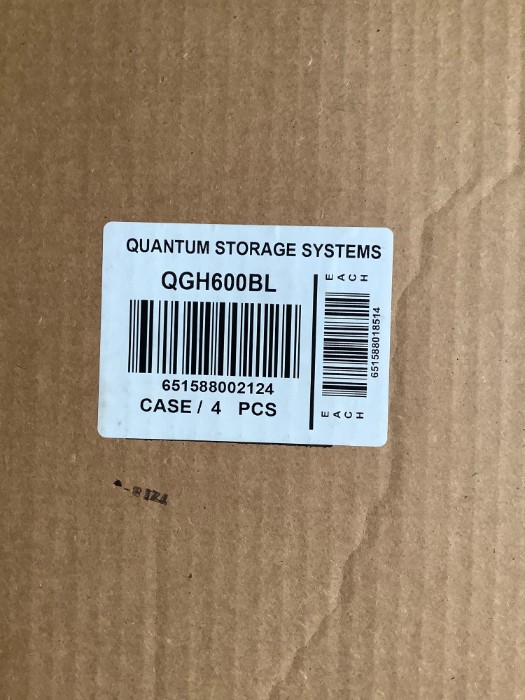 QUANTUM STORAGE SYSTEMS
QGH600BL
651588002124
CASE / 4 PCS
EACH
651588018514
EACH